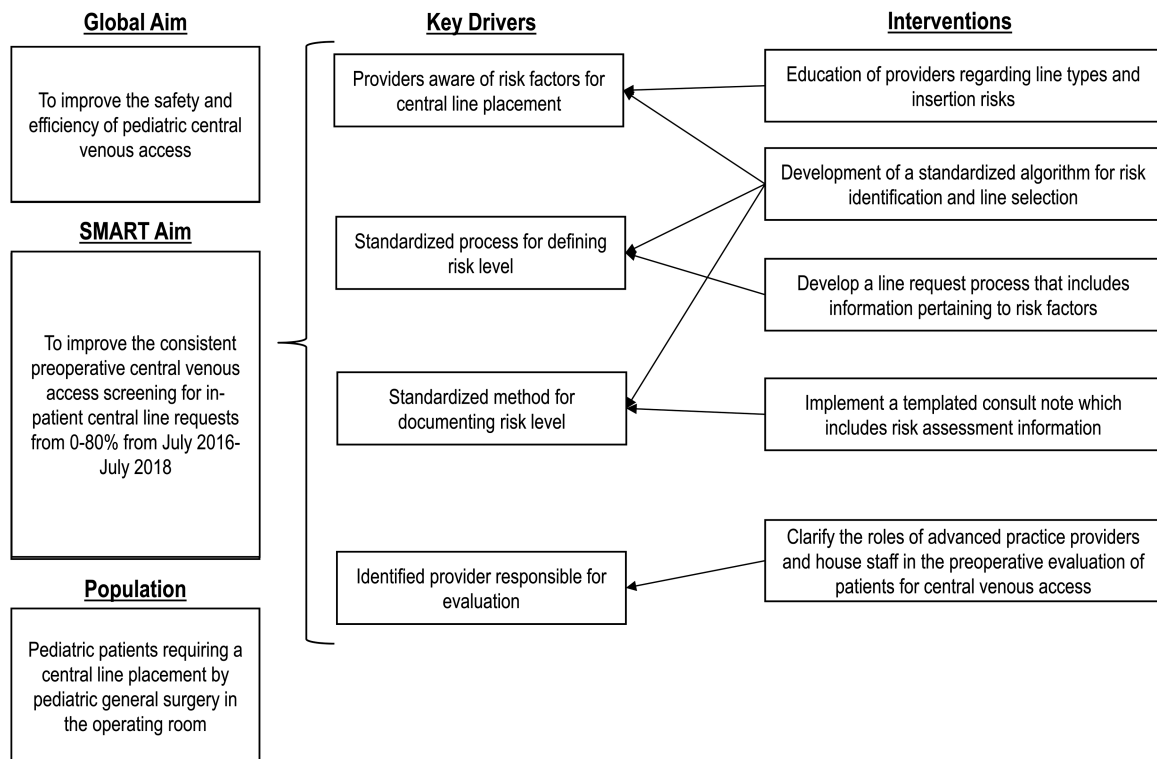 Global Aim
To improve the safety and
efficiency of pediatric central
venous access
SMART Aim
To improve the consistent
preoperative central venous
access screening for in-
patient central line requests
from 0-80% from July 2016-
July 2018
Population
Pediatric patients requiring a
central line placement by
pediatric general surgery in
the operating room
Key Drivers
Providers aware of risk factors for
central line placement
Standardized process for defining
risk level
Standardized method for
documenting risk level
Identified provider responsible for
evaluation
Interventions
Education of providers regarding line types and
insertion risks
Development of a standardized algorithm for risk
identification and line selection
Develop a line request process that includes
information pertaining to risk factors
Implement a templated consult note which
includes risk assessment information
Clarify the roles of advanced practice providers
and house staff in the preoperative evaluation of
patients for central venous access